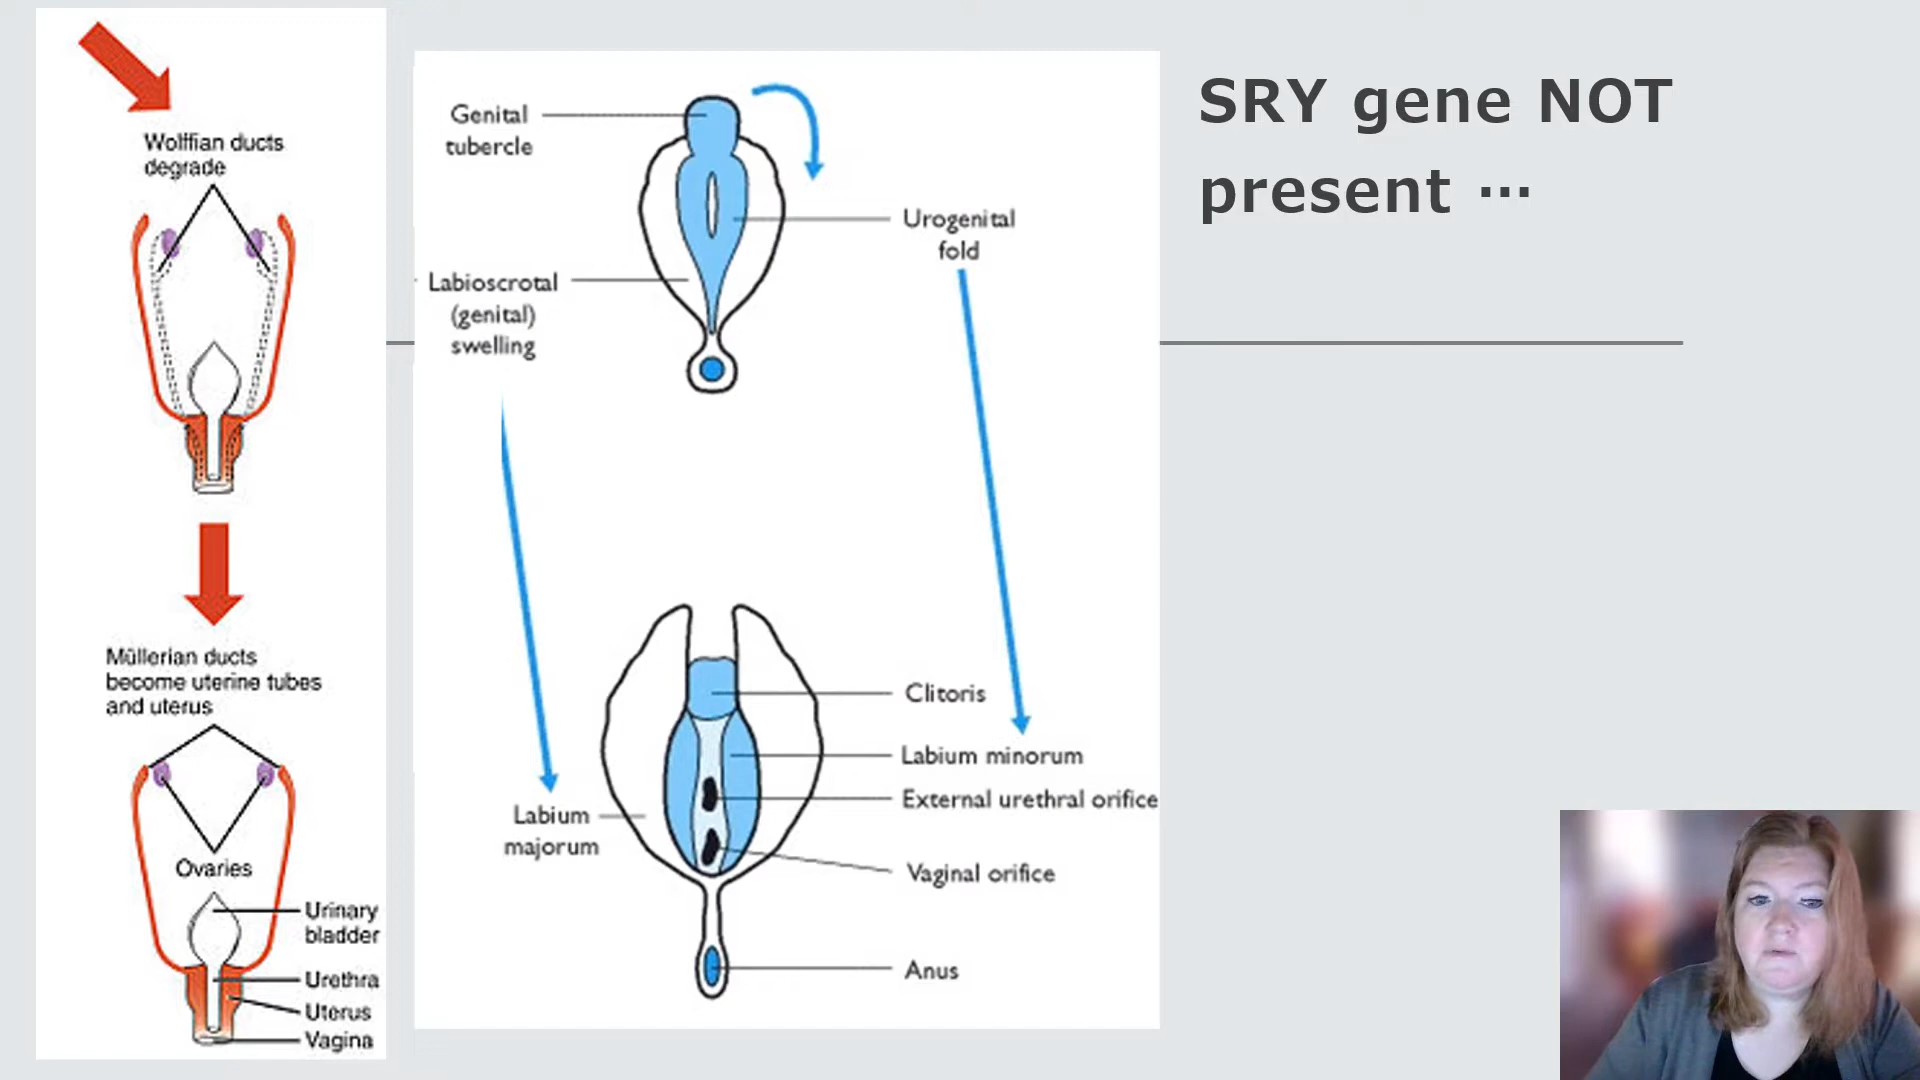 SRY gene NOT
present ...
Wolffian ducts
degrade
Müllerian ducts
become uterine tubes
and uterus
Ovaries
Urinary
bladder
Urethra
Uterus
Vagina
Genital
tubercle
Urogenital
fold
Labioscrotal
(genital)
swelling
Clitoris
Labium minorum
External urethral orifice
Labium
majorum
Vaginal orifice
Anus